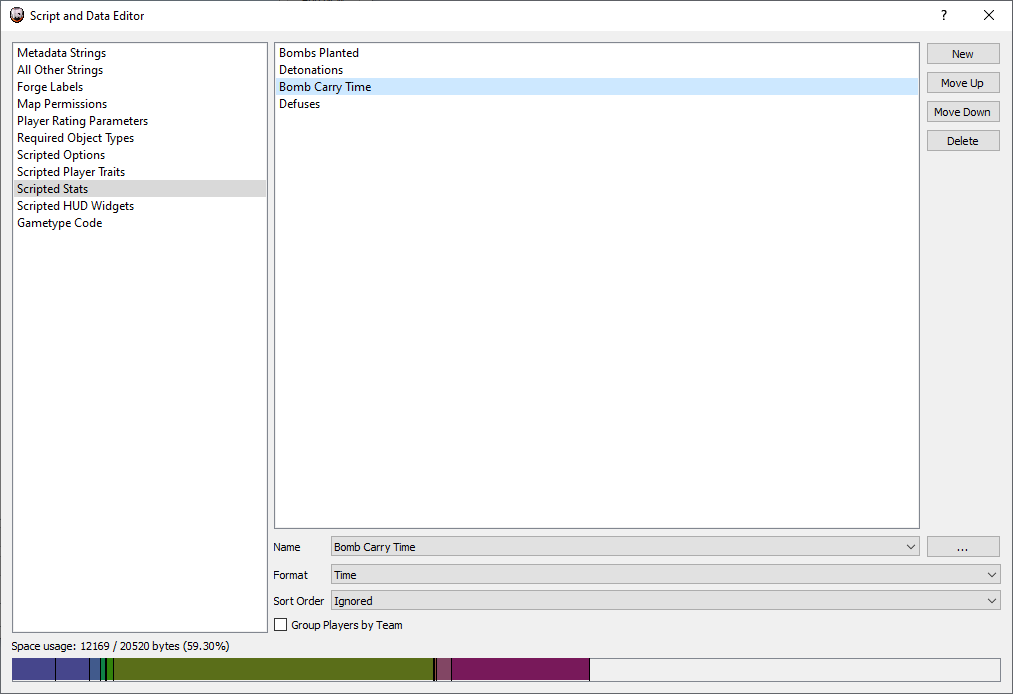 Script and Data Editor
?
Metadata Strings
All Other Strings
Forge Labels
Map Permissions
Player Rating Parameters
Required Object Types
Scripted Options
Scripted Player Traits
Scripted Stats
Scripted HUD Widgets
Gametype Code
Bombs Planted
Detonations
Bomb Carry Time
Defuses
New
Move Up
Move Down
Delete
Name Bomb Carry Time ...
Format Time
Sort Order Ignored
Group Players by Team
Space usage: 12169 / 20520 bytes (59.30%)